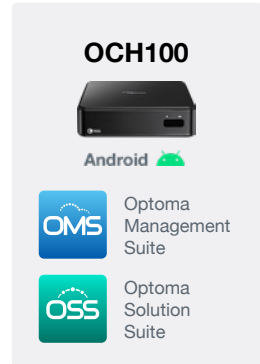 OCH100
Android
OMS
Optoma
Management
Suite
OSS
Optoma
Solution
Suite